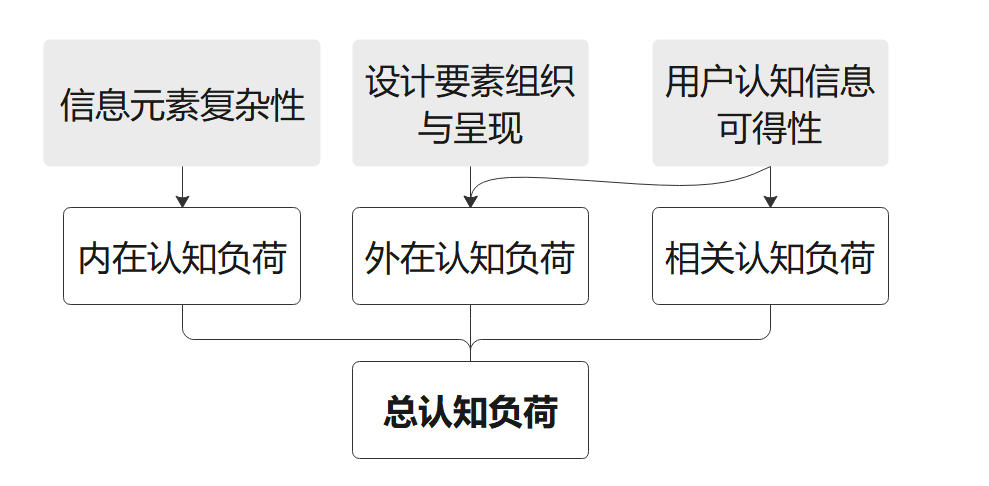 信息元素复杂性
设计要素组织
与呈现
用户认知信息
可得性
内在认知负荷
外在认知负荷
相关认知负荷
总认知负荷